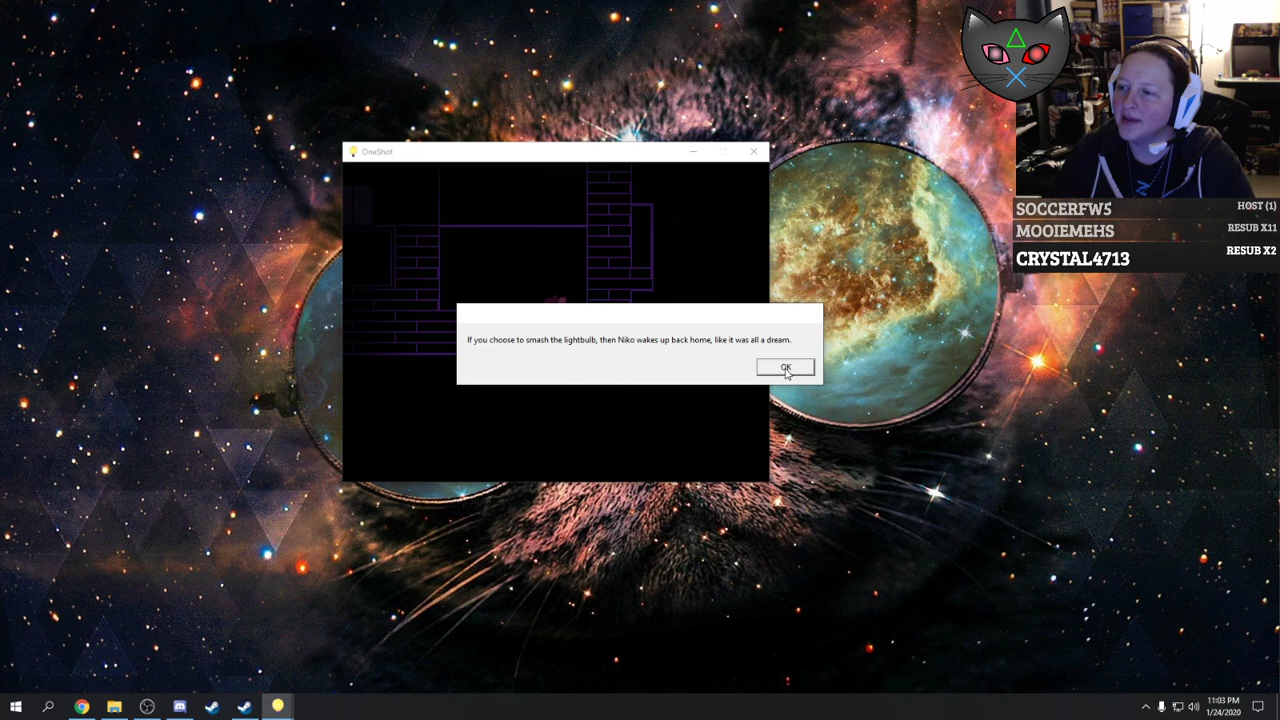 OneShot
If you choose to smash the lightbulb, then Niko wakes up back home, like it was all a dream.
OK
SOCCERFW5 HOST (1)
MOOIEMEHS RESUB X11
CRYSTAL4713 RESUB X2
11:03 PM
1/24/2020